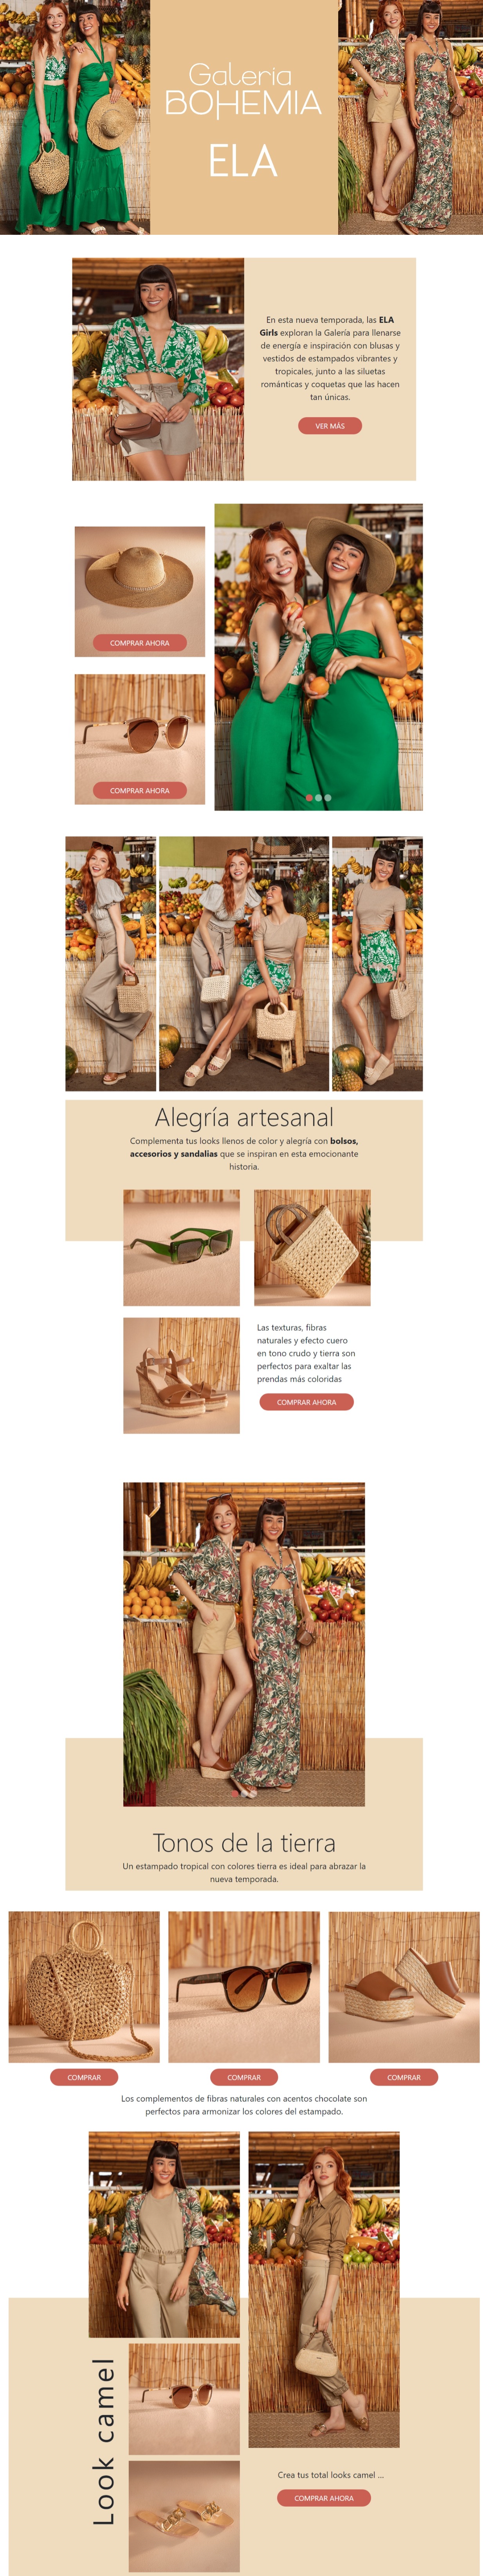 Galeria
BOHEMIA
ELA
En esta nueva temporada, las ELA
Girls exploran la Galería para llenarse
de energía e inspiración con blusas y
vestidos de estampados vibrantes y
tropicales, junto a las siluetas
románticas y coquetas que las hacen
tan únicas.
VER MÁS
COMPRAR AHORA
COMPRAR AHORA
Alegría artesanal
Complementa tus looks llenos de color y alegría con bolsos,
accesorios y sandalias que se inspiran en esta emocionante
historia.
Las texturas, fibras
naturales y efecto cuero
en tono crudo y tierra son
perfectos para exaltar las
prendas más coloridas
COMPRAR AHORA
Tonos de la tierra
Un estampado tropical con colores tierra es ideal para abrazar la
nueva temporada.
COMPRAR
COMPRAR
COMPRAR
Los complementos de fibras naturales con acentos chocolate son
perfectos para armonizar los colores del estampado.
Look camel
Crea tus total looks camel ...
COMPRAR AHORA